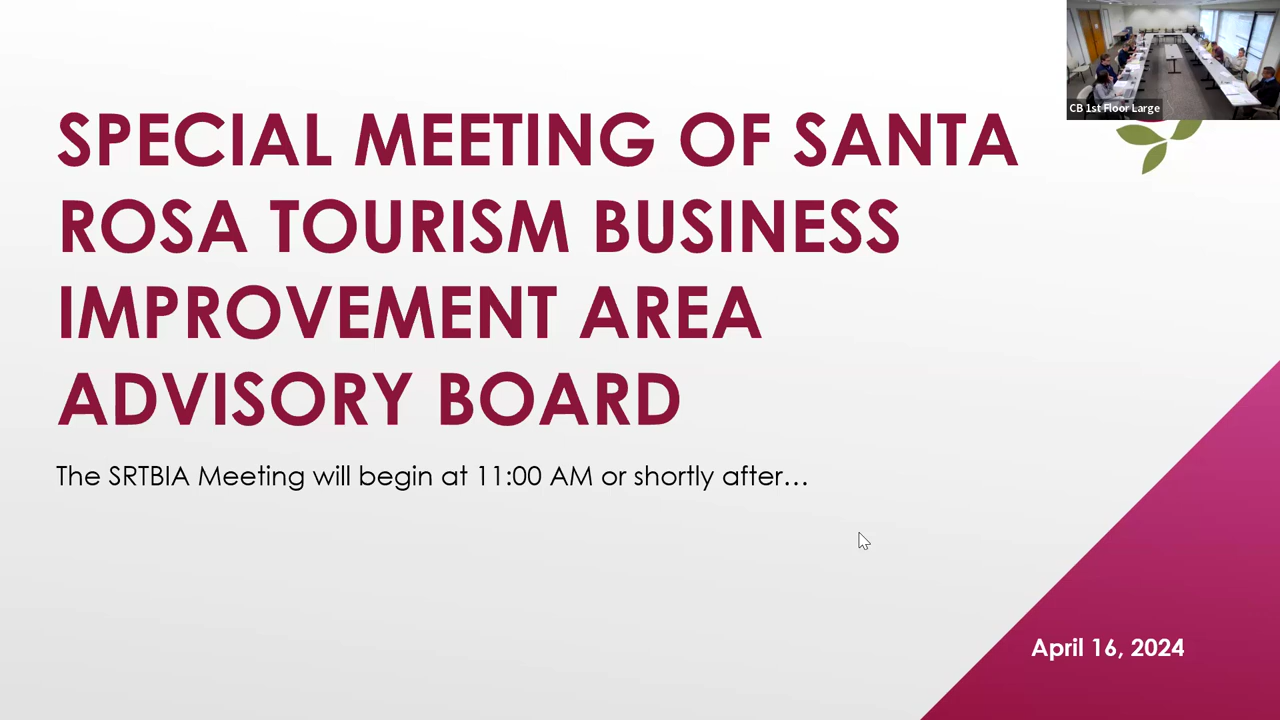 CB 1st Floor Large
SPECIAL MEETING OF SANTA
ROSA TOURISM BUSINESS
IMPROVEMENT AREA
ADVISORY BOARD
The SRTBIA Meeting will begin at 11:00 AM or shortly after…
April 16, 2024